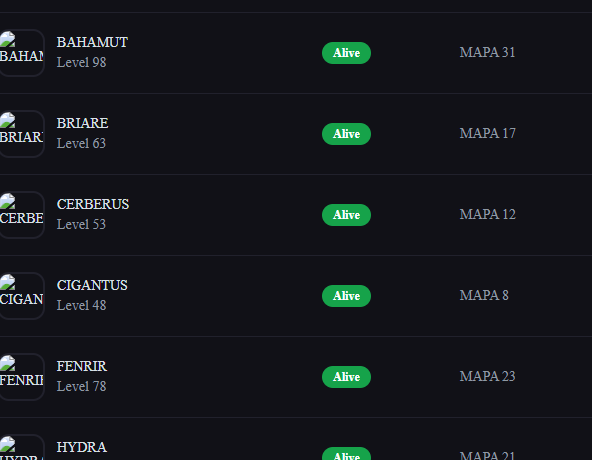 BAHAMUT
Level 98
BAHAM
Alive
MAPA 31
BRIARE
Level 63
BRIAR
Alive
MAPA 17
CERBERUS
Level 53
CERBE
Alive
MAPA 12
CIGANTUS
Level 48
CIGAN
Alive
MAPA 8
FENRIR
Level 78
FENRI
Alive
MAPA 23
HYDRA
HYDRA
Alive
MAPA 21